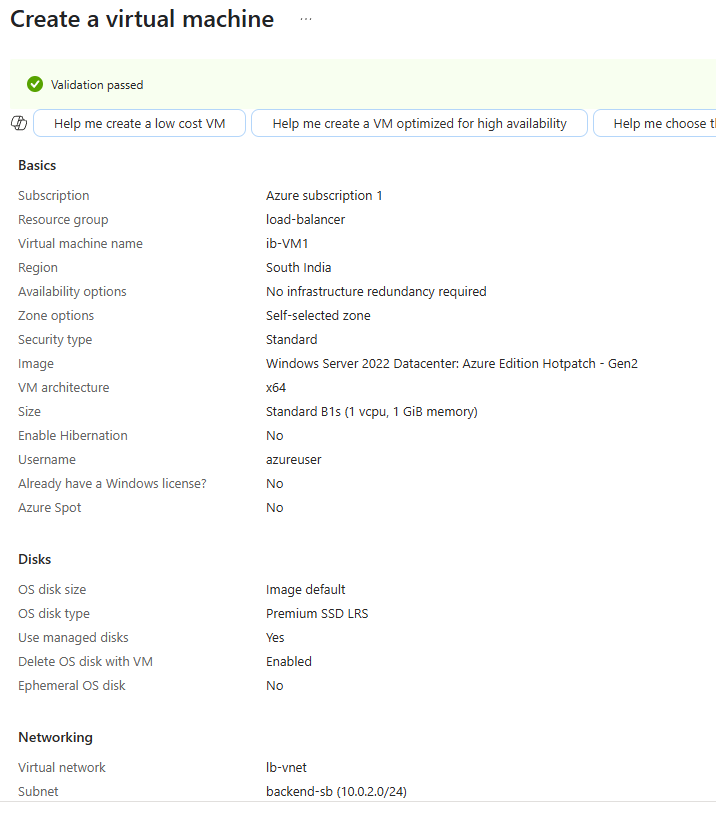 Create a virtual machine ...
Validation passed
Help me create a low cost VM Help me create a VM optimized for high availability Help me choose t
Basics
Subscription Azure subscription 1
Resource group load-balancer
Virtual machine name ib-VM1
Region South India
Availability options No infrastructure redundancy required
Zone options Self-selected zone
Security type Standard
Image Windows Server 2022 Datacenter: Azure Edition Hotpatch - Gen2
VM architecture x64
Size Standard B1s (1 vcpu, 1 GiB memory)
Enable Hibernation No
Username azureuser
Already have a Windows license? No
Azure Spot No
Disks
OS disk size Image default
OS disk type Premium SSD LRS
Use managed disks Yes
Delete OS disk with VM Enabled
Ephemeral OS disk No
Networking
Virtual network lb-vnet
Subnet backend-sb (10.0.2.0/24)